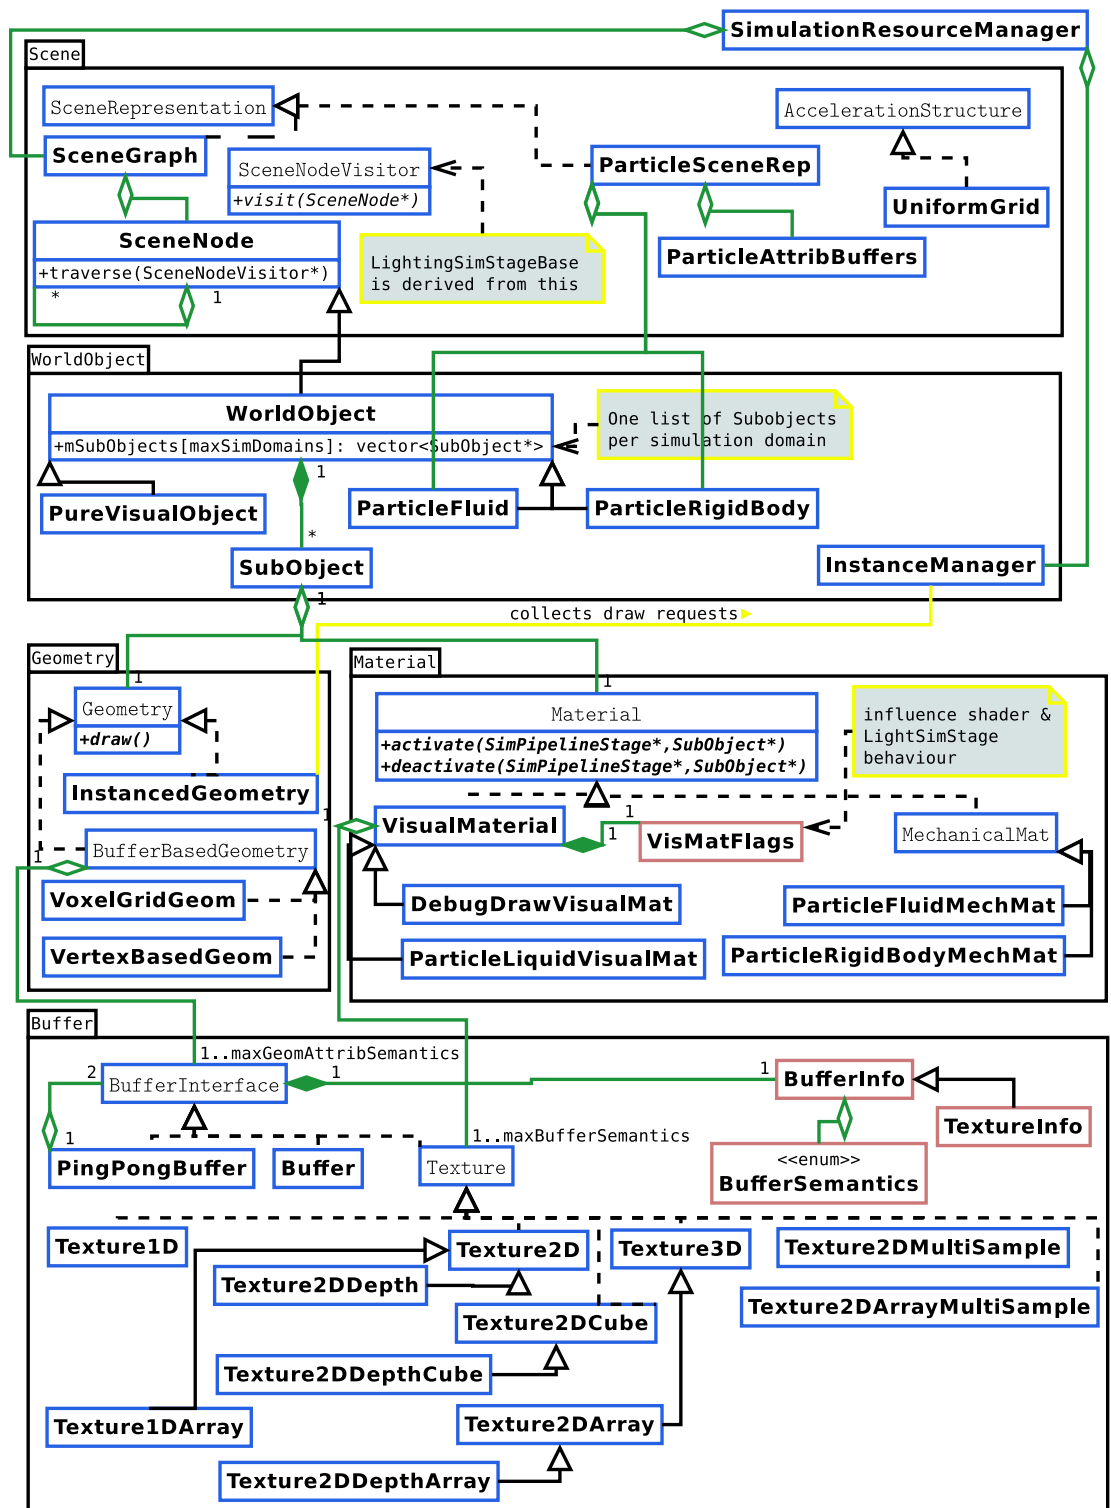 SimulationResourceManager
Scene
SceneRepresentation
AccelerationStructure
SceneGraph
SceneNodeVisitor
+visit(SceneNode*)
ParticleSceneRep
UniformGrid
SceneNode
+traverse(SceneNodeVisitor*)
*
1
LightingSimStageBase
is derived from this
ParticleAttribBuffers
WorldObject
WorldObject
+mSubObjects[maxSimDomains]: vector<SubObject*>
One list of Subobjects
per simulation domain
1
PureVisualObject
ParticleFluid
ParticleRigidBody
*
SubObject
InstanceManager
1
collects draw requests
Geometry
1
Geometry
+draw()
InstancedGeometry
1
BufferBasedGeometry
1
VoxelGridGeom
VertexBasedGeom
Material
1
Material
+activate(SimPipelineStage*,SubObject*)
+deactivate(SimPipelineStage*,SubObject*)
influence shader &
LightSimStage
behaviour
VisualMaterial
1
1
VisMatFlags
MechanicalMat
DebugDrawVisualMat
ParticleFluidMechMat
ParticleLiquidVisualMat
ParticleRigidBodyMechMat
Buffer
1..maxGeomAttribSemantics
2
BufferInterface
1
1
BufferInfo
TextureInfo
1
PingPongBuffer
Buffer
1..maxBufferSemantics
Texture
<<enum>>
BufferSemantics
Texture1D
Texture2D
Texture3D
Texture2DMultiSample
Texture2DDepth
Texture2DArrayMultiSample
Texture2DCube
Texture2DDepthCube
Texture1DArray
Texture2DArray
Texture2DDepthArray